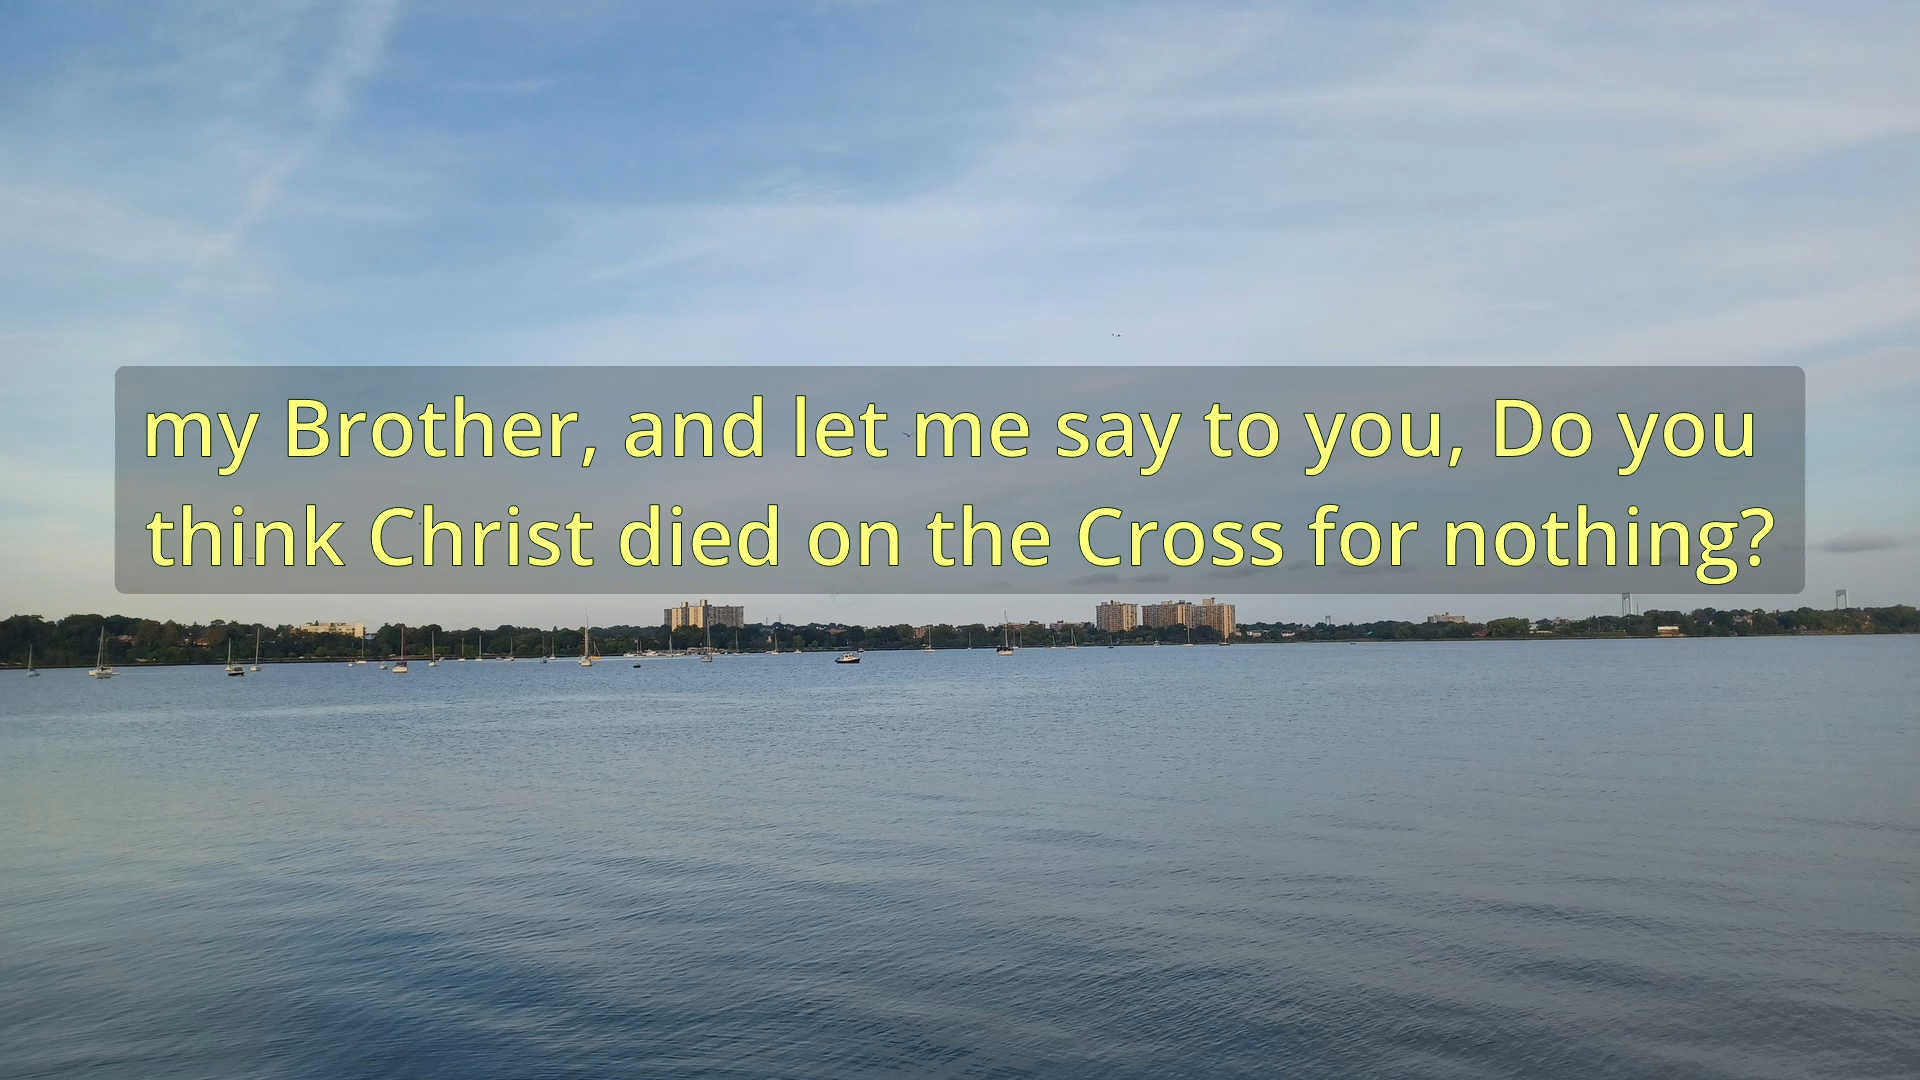 my Brother, and let me say to you, Do you
think Christ died on the Cross for nothing?